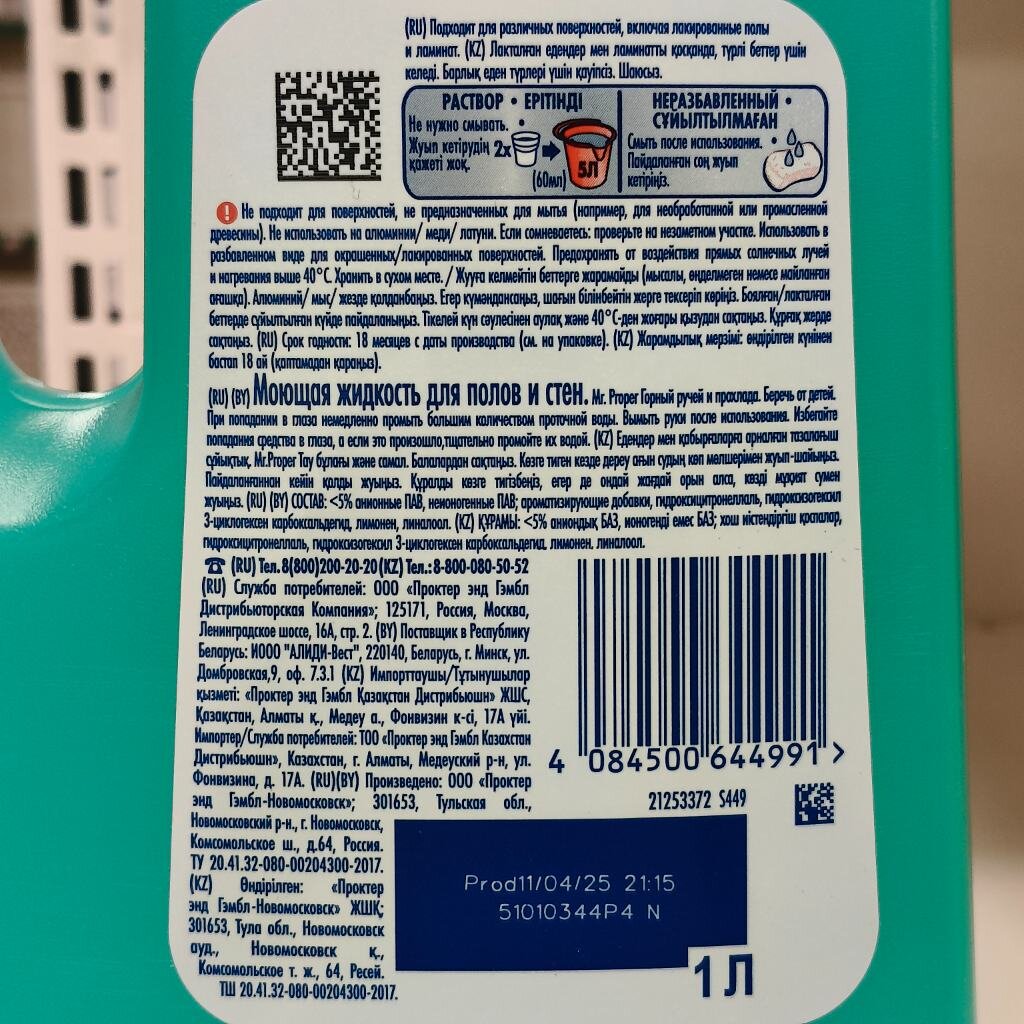 (RU) Подходит для различных поверхностей, включая лакированные полы
и ламинат. (KZ) Лакталған едендер мен ламинатты қосқанда, түрлі беттер үшін
келеді. Барлық еден түрлері үшін қауіпсіз. Шаюсыз.
РАСТВОР • ЕРІТІНДІ
Не нужно смывать. •
Жуып кетірудің
қажеті жоқ.
2x
(60мл)
5Л
НЕРАЗБАВЛЕННЫЙ •
СҰЙЫЛТЫЛМАҒАН
Смыть после использования. •
Пайдаланған соң жуып
кетіріңіз.
Не подходит для поверхностей, не предназначенных для мытья (например, для необработанной или промасленной
древесины). Не использовать на алюминии/ меди/ латуни. Если сомневаетесь: проверьте на незаметном участке. Использовать в
разбавленном виде для окрашенных/лакированных поверхностей. Предохранять от воздействия прямых солнечных лучей
и нагревания выше 40°С. Хранить в сухом месте. / Жууға келмейтін беттерге жарамайды (мысалы, өңделмеген немесе майланған
ағашқа). Алюминий/ мыс/ жезде қолданбаңыз. Егер күмәндансаңыз, шағын білінбейтін жерге тексеріп көріңіз. Боялған/лакталған
беттерде сұйылтылған күйде пайдаланыңыз. Тікелей күн сәулесінен аулақ және 40°С-ден жоғары қызудан сақтаңыз. Құрғақ жерде
сақтаңыз. (RU) Срок годности: 18 месяцев с даты производства (см. на упаковке). (KZ) Жарамдылық мерзімі: өндірілген күнінен
бастап 18 ай (қаптамадан қараңыз).
(RU) (BY) Моющая жидкость для полов и стен. Mr. Proper Горный ручей и прохлада. Беречь от детей.
При попадании в глаза немедленно промыть большим количеством проточной воды. Вымыть руки после использования. Избегайте
попадания средства в глаза, а если это произошло,тщательно промойте их водой. (KZ) Едендер мен қабырғаларға арналған тазалағыш
сұйықтық. Mr.Proper Тау бұлағы және самал. Балалардан сақтаңыз. Көзге тиген кезде дереу ағын судың көп мөлшерімен жуып-шайыңыз.
Пайдаланғаннан кейін қолды жуыңыз. Құралды көзге тигізбеңіз, егер де ондай жағдай орын алса, көзді мұқият сумен
жуыңыз. (RU) (BY) СОСТАВ: <5% анионные ПАВ, неионогенные ПАВ; ароматизирующие добавки, гидроксицитронеллаль, гидроксиизогексил
3-циклогексен карбоксальдегид, лимонен, линалоол. (KZ) ҚҰРАМЫ: <5% аниондық БАЗ, ионогенді емес БАЗ; хош иістендіргіш қоспалар,
гидроксицитронеллаль, гидроксиизогексил 3-циклогексен карбоксальдегид, лимонен, линалоол.
☎ (RU) Тел. 8(800)200-20-20 (KZ) Тел.: 8-800-080-50-52
(RU) Служба потребителей: ООО «Проктер энд Гэмбл
Дистрибьюторская Компания»; 125171, Россия, Москва,
Ленинградское шоссе, 16А, стр. 2. (BY) Поставщик в Республику
Беларусь: ИООО "АЛИДИ-Вест", 220140, Беларусь, г. Минск, ул.
Домбровская,9, оф. 7.3.1 (KZ) Импорттаушы/Тұтынушылар
қызметі: «Проктер энд Гэмбл Қазақстан Дистрибьюшн» ЖШС,
Қазақстан, Алматы қ., Медеу а., Фонвизин к-сі, 17А үйі.
Импортер/Служба потребителей: ТОО «Проктер энд Гэмбл Казахстан
Дистрибьюшн», Казахстан, г. Алматы, Медеуский р-н, ул.
Фонвизина, д. 17А. (RU)(BY) Произведено: ООО «Проктер
энд Гэмбл-Новомосковск»; 301653, Тульская обл.,
Новомосковский р-н., г. Новомосковск,
Комсомольское ш., д.64, Россия.
ТУ 20.41.32-080-00204300-2017.
(KZ) Өндірілген: «Проктер
энд Гэмбл-Новомосковск» ЖШҚ;
301653, Тула обл., Новомосковск
ауд., Новомосковск қ.,
Комсомольское т. ж., 64, Ресей.
ТШ 20.41.32-080-00204300-2017.
4 084500 644991 >
21253372 S449
Prod11/04/25 21:15
51010344P4 N
1 Л